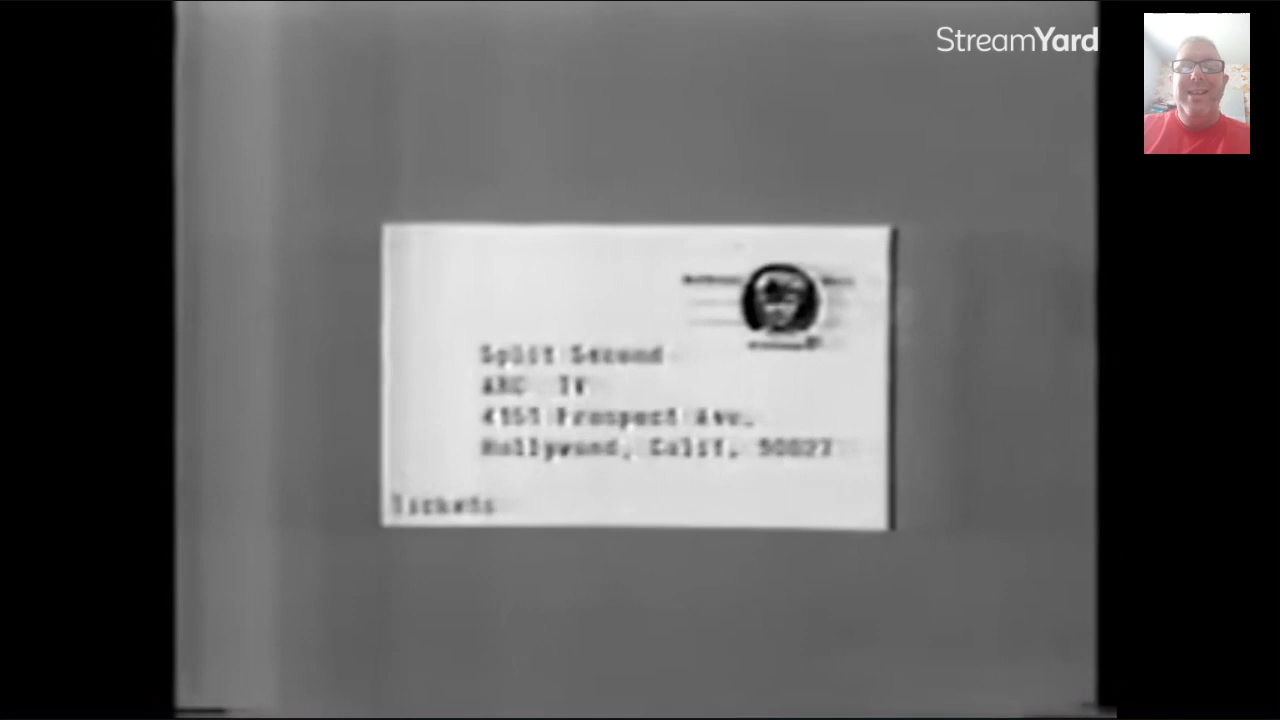 StreamYard
Split Second
ABC TV
4151 Prospect Ave.
Hollywood, Calif. 90027
Tickets